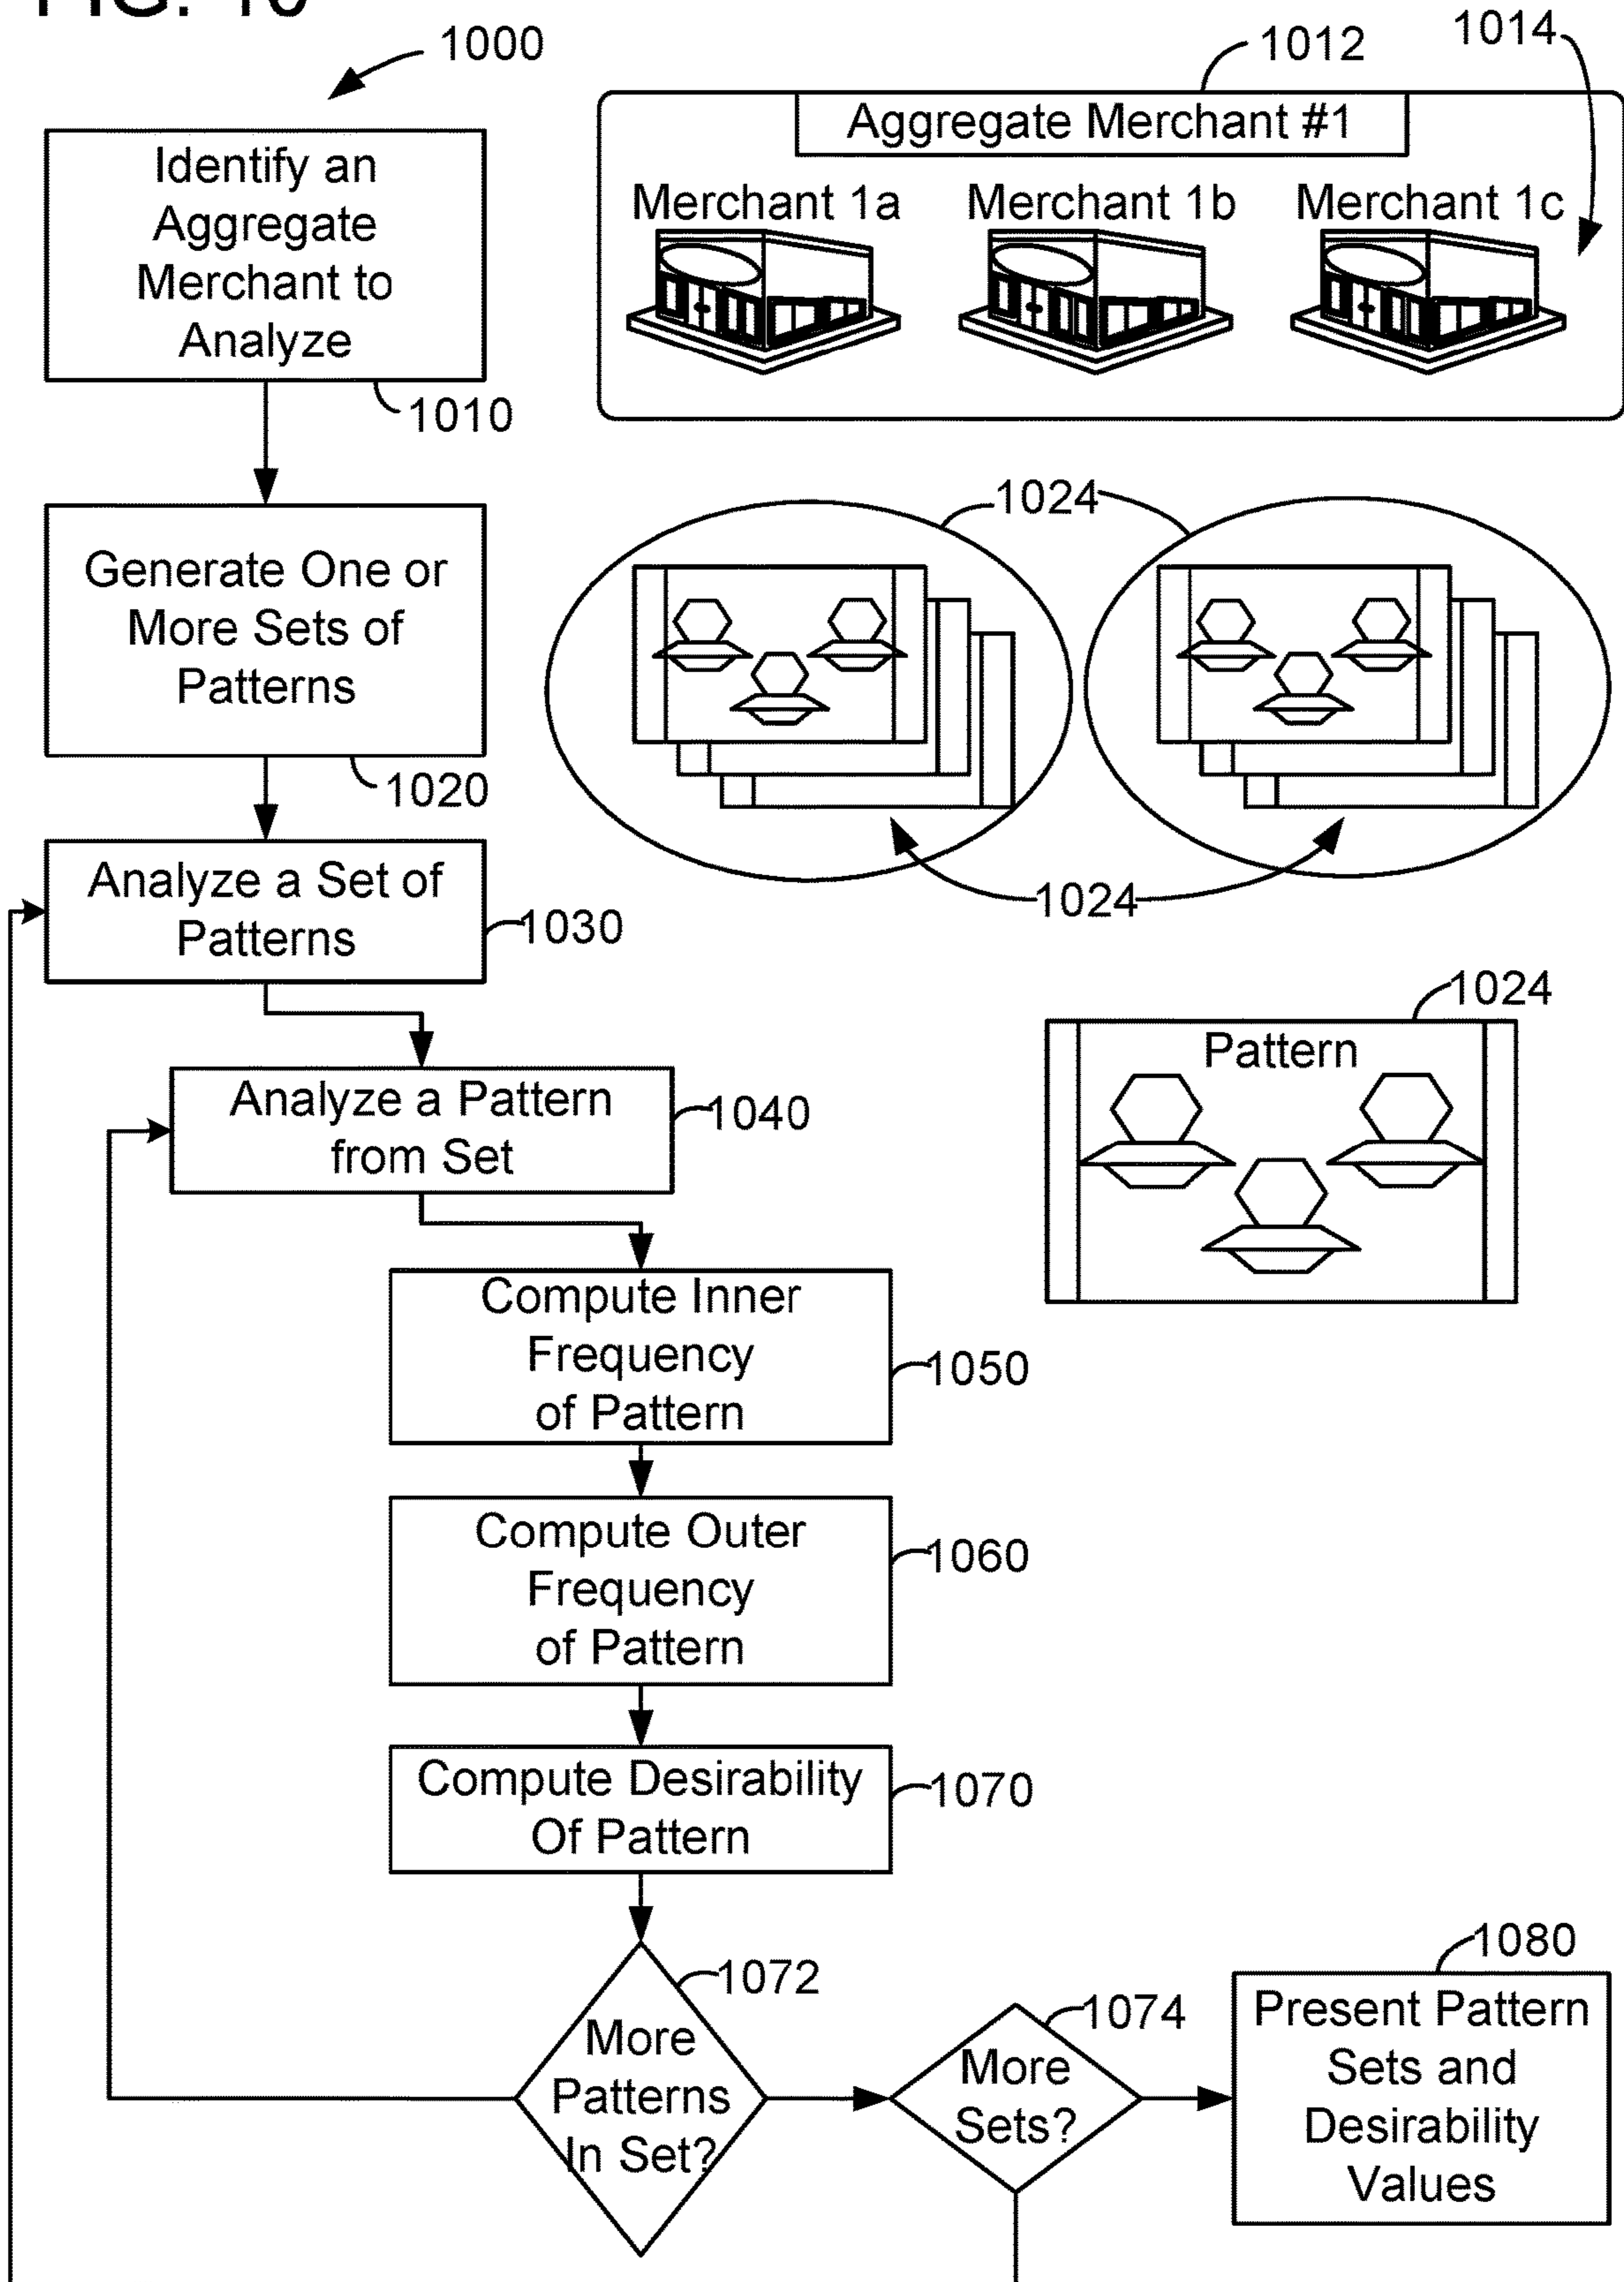 FIG. 10
1000
1012
1014
Identify an
Aggregate
Merchant to
Analyze
1010
Aggregate Merchant #1
Merchant 1a
Merchant 1b
Merchant 1c
Generate One or
More Sets of
Patterns
1020
1024
1024
Analyze a Set of
Patterns
1030
1024
Pattern
Analyze a Pattern
from Set
1040
Compute Inner
Frequency
of Pattern
1050
Compute Outer
Frequency
of Pattern
1060
Compute Desirability
Of Pattern
1070
More
Patterns
In Set?
1072
More
Sets?
1074
1080
Present Pattern
Sets and
Desirability
Values